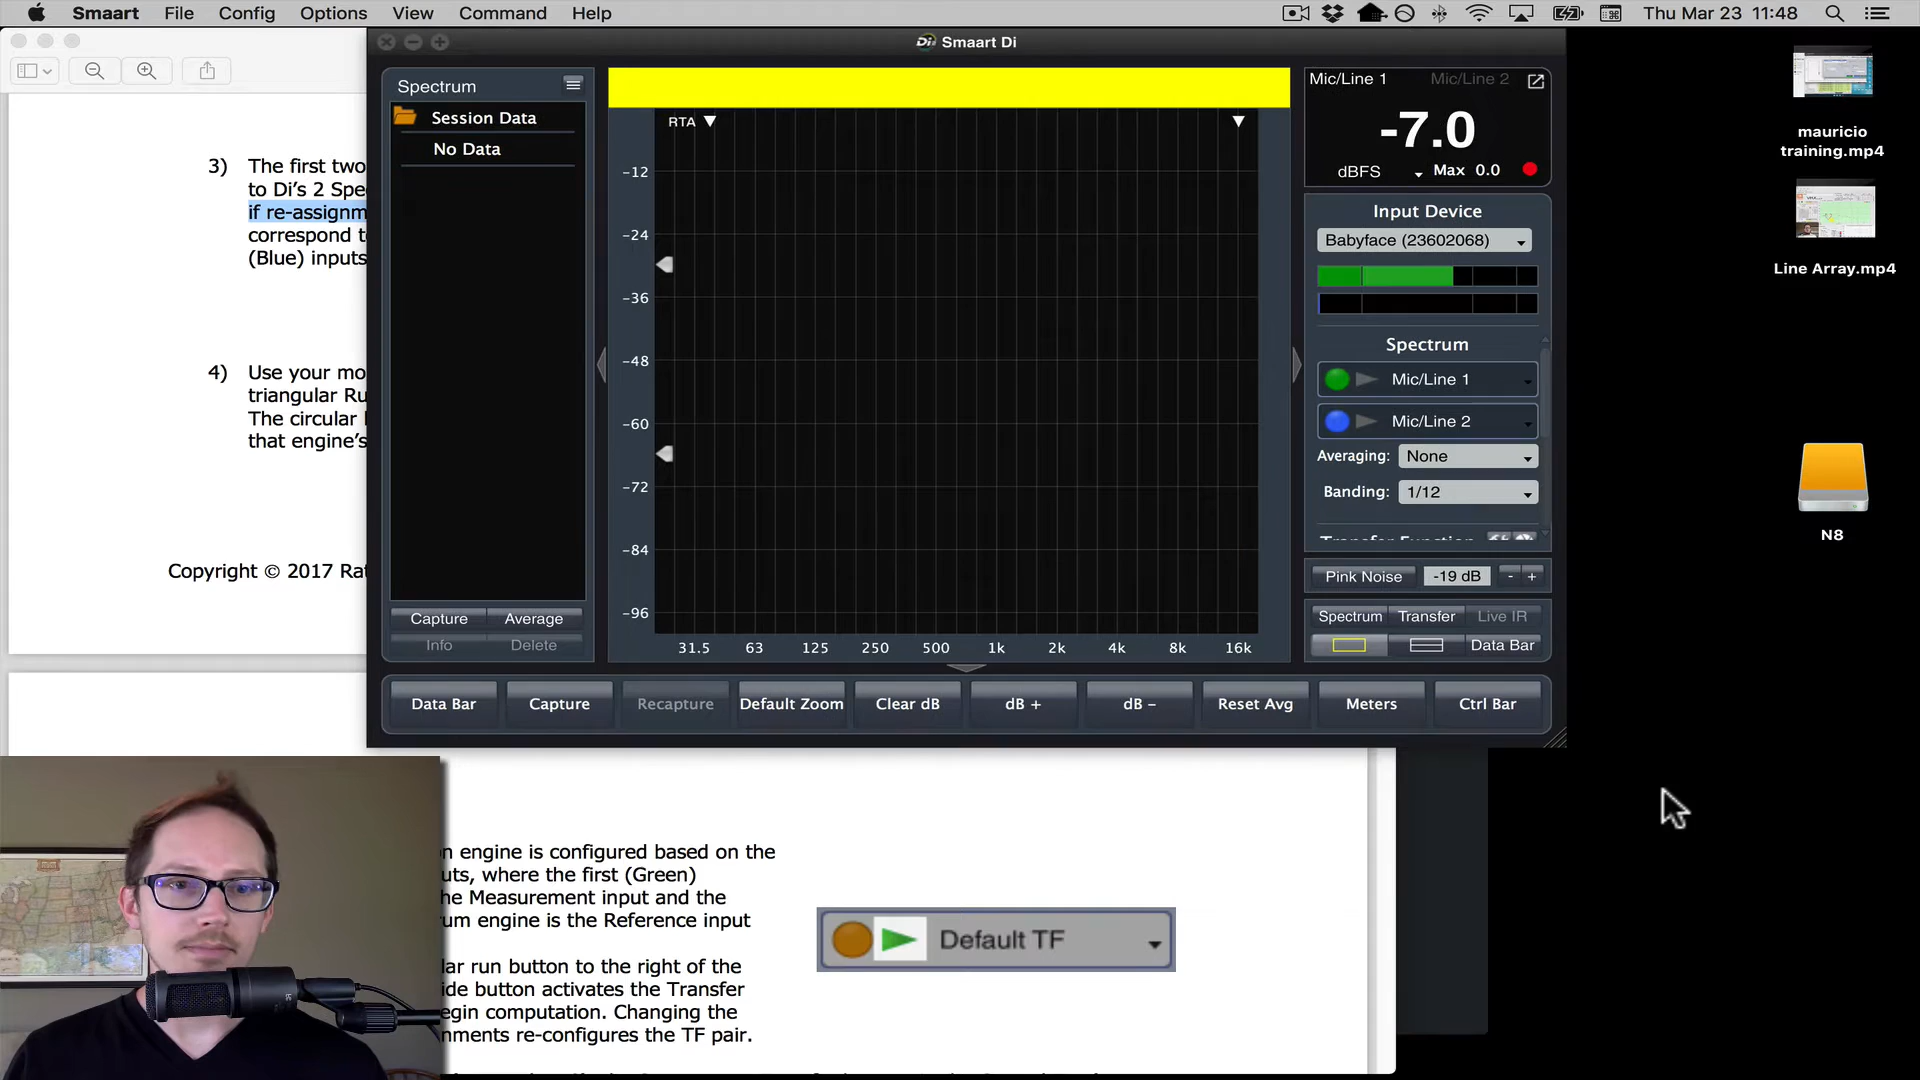 Smaart File Config Options View Command Help
Thu Mar 23 11:48
Di Smaart Di
3) The first two
to Di's 2 Spe
if re-assignm
correspond t
(Blue) inputs
4) Use your mo
triangular Ru
The circular
that engine's
Copyright © 2017 Rat
Spectrum
Session Data
No Data
Capture Average
Info Delete
RTA
-12
-24
-36
-48
-60
-72
-84
-96
31.5 63 125 250 500 1k 2k 4k 8k 16k
Mic/Line 1 Mic/Line 2
-7.0
dBFS Max 0.0
Input Device
Babyface (23602068)
Spectrum
Mic/Line 1
Mic/Line 2
Averaging: None
Banding: 1/12
Transfer Function
Pink Noise -19 dB - +
Spectrum Transfer Live IR
Data Bar
Data Bar Capture Recapture Default Zoom Clear dB dB + dB – Reset Avg Meters Ctrl Bar
mauricio
training.mp4
Line Array.mp4
N8
n engine is configured based on the
uts, where the first (Green)
he Measurement input and the
rum engine is the Reference input
lar run button to the right of the
ide button activates the Transfer
egin computation. Changing the
nments re-configures the TF pair.
Default TF